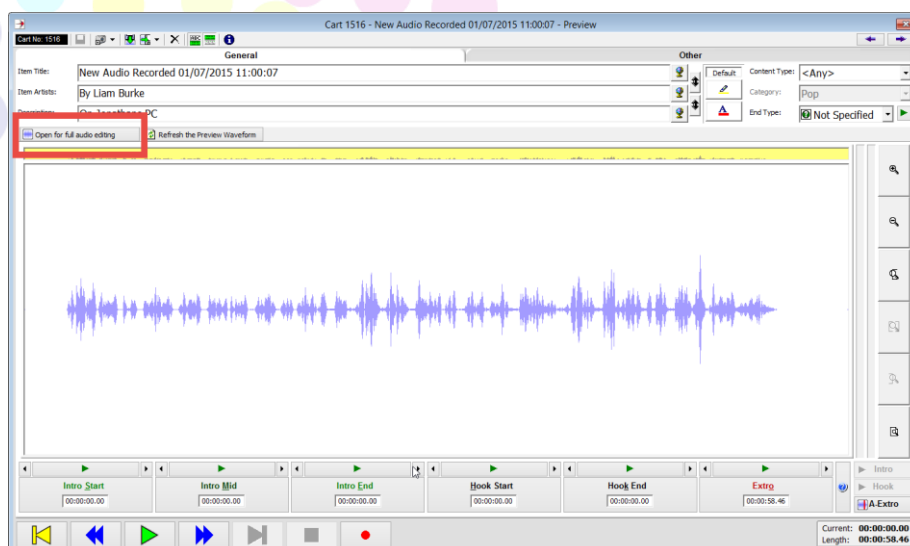 Cart 1516 - New Audio Recorded 01/07/2015 11:00:07 - Preview
Cart No: 1516
General Other
Item Title: New Audio Recorded 01/07/2015 11:00:07 Default Content Type: <Any>
Item Artists: By Liam Burke Category: Pop
Description: On Jonathans PC End Type: Not Specified
Open for full audio editing Refresh the Preview Waveform
Intro Start Intro Mid Intro End Hook Start Hook End Extro Intro
00:00:00.00 00:00:00.00 00:00:00.00 00:00:00.00 00:00:00.00 00:00:58.46 Hook
A-Extro
Current: 00:00:00.00
Length: 00:00:58.46